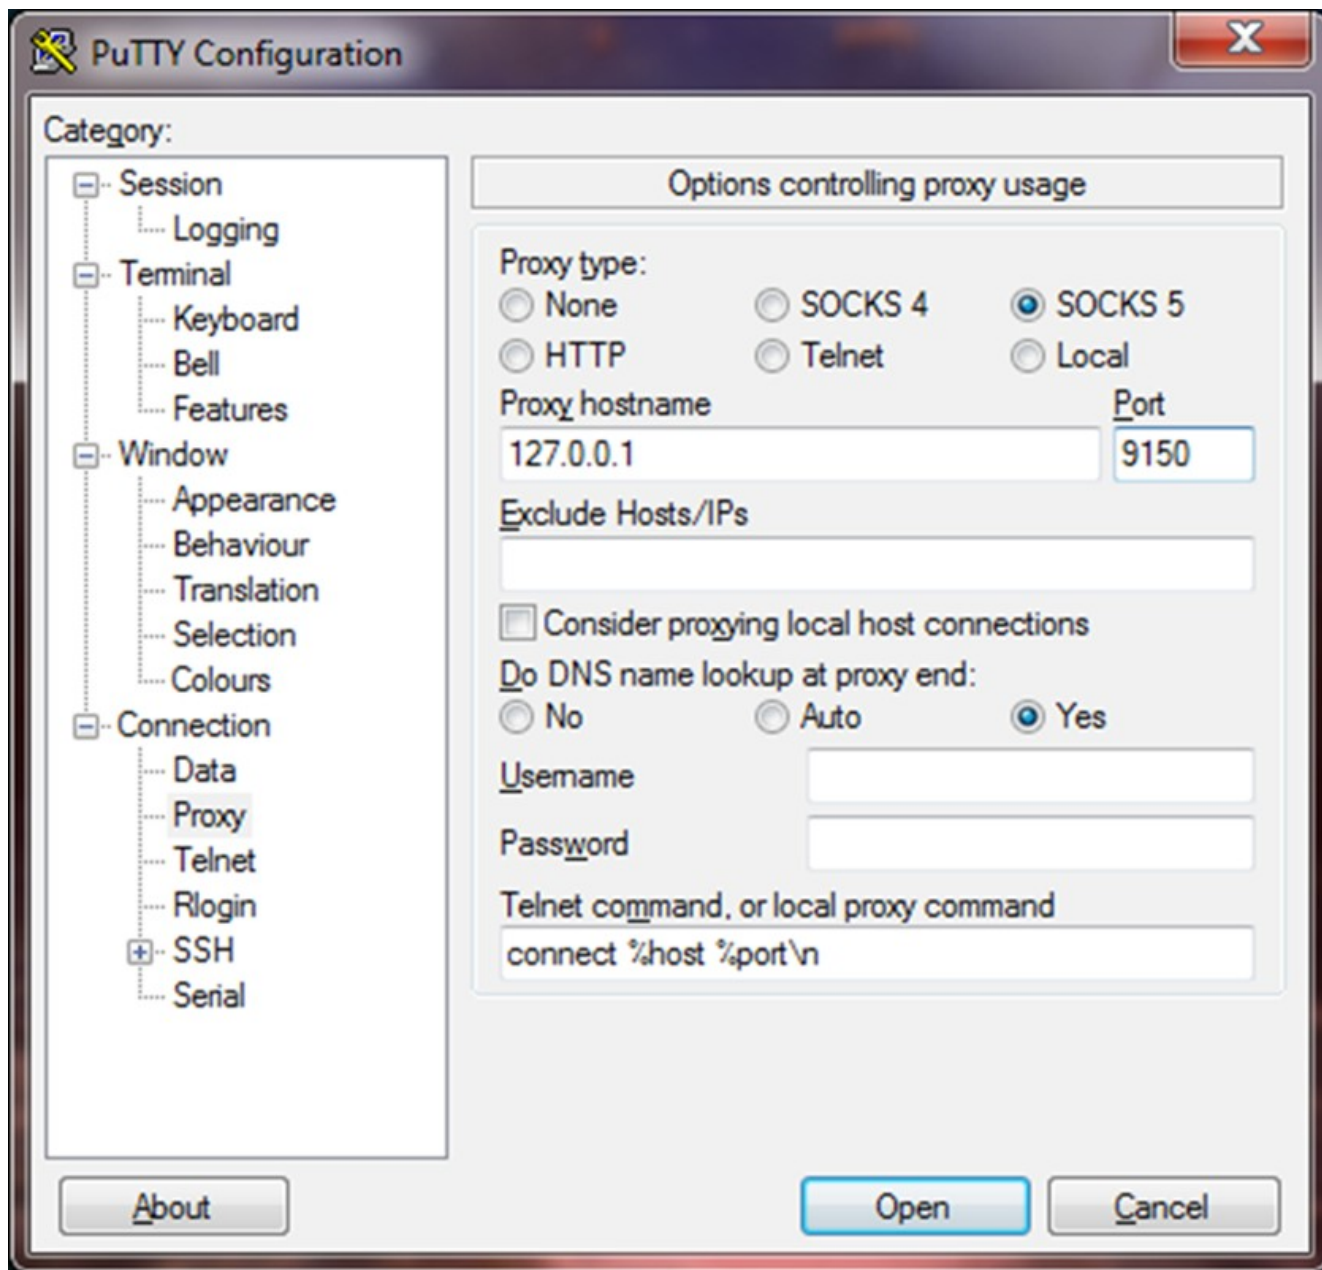 PuTTY Configuration
X
Category:
Session
Logging
Terminal
Keyboard
Bell
Features
Window
Appearance
Behaviour
Translation
Selection
Colours
Connection
Data
Proxy
Telnet
Rlogin
SSH
Serial
Options controlling proxy usage
Proxy type:
None SOCKS 4 SOCKS 5
HTTP Telnet Local
Proxy hostname Port
127.0.0.1 9150
Exclude Hosts/IPs
Consider proxying local host connections
Do DNS name lookup at proxy end:
No Auto Yes
Username
Password
Telnet command, or local proxy command
connect %host %port\n
About Open Cancel